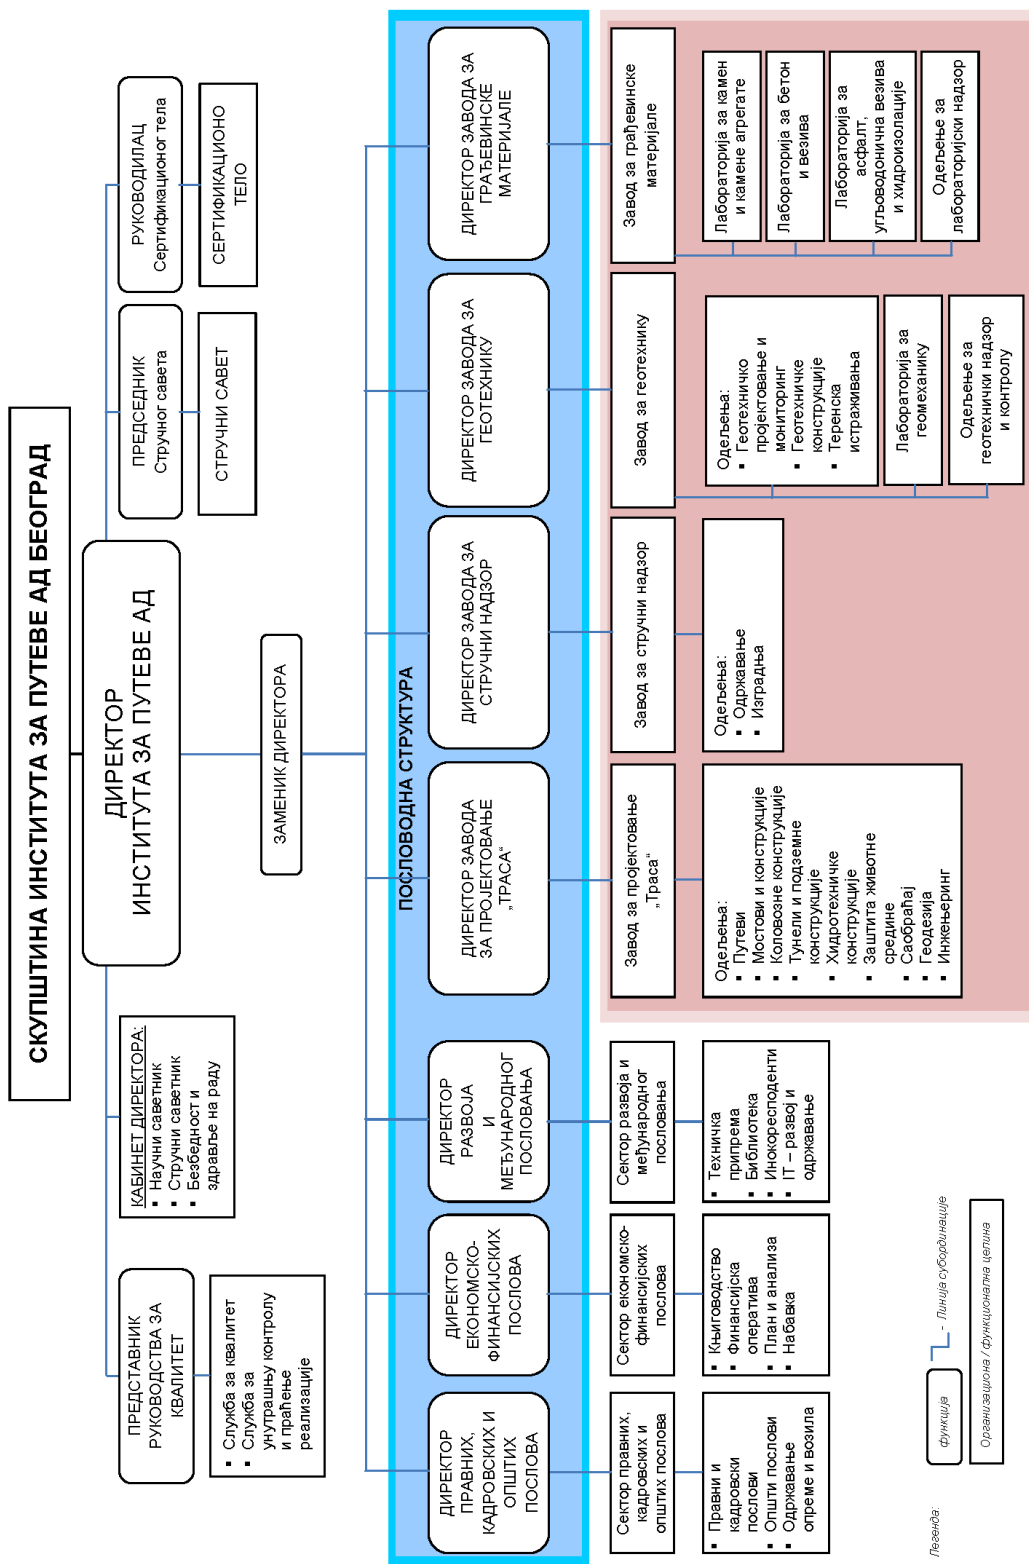 СКУПШТИНА ИНСТИТУТА ЗА ПУТЕВЕ АД БЕОГРАД
ДИРЕКТОР
ИНСТИТУТА ЗА ПУТЕВЕ АД
ПРЕДСТАВНИК
РУКОВОДСТВА ЗА
КВАЛИТЕТ
▪ Служба за квалитет
▪ Служба за
унутрашњу контролу
и праћење
реализације
КАБИНЕТ ДИРЕКТОРА:
▪ Научни саветник
▪ Стручни саветник
▪ Безбедност и
здравље на раду
ПРЕДСЕДНИК
Стручног савета
СТРУЧНИ САВЕТ
РУКОВОДИЛАЦ
Сертификационог тела
СЕРТИФИКАЦИОНО
ТЕЛО
ЗАМЕНИК ДИРЕКТОРА
ПОСЛОВОДНА СТРУКТУРА
ДИРЕКТОР
ПРАВНИХ,
КАДРОВСКИХ И
ОПШТИХ
ПОСЛОВА
ДИРЕКТОР
ЕКОНОМСКО-
ФИНАНСИЈСКИХ
ПОСЛОВА
ДИРЕКТОР
РАЗВОЈА
И
МЕЂУНАРОДНОГ
ПОСЛОВАЊА
ДИРЕКТОР ЗАВОДА
ЗА ПРОЈЕКТОВАЊЕ
„ТРАСА“
ДИРЕКТОР ЗАВОДА ЗА
СТРУЧНИ НАДЗОР
ДИРЕКТОР ЗАВОДА ЗА
ГЕОТЕХНИКУ
ДИРЕКТОР ЗАВОДА ЗА
ГРАЂЕВИНСКЕ
МАТЕРИЈАЛЕ
Сектор правних,
кадровских и
општих послова
Сектор економско-
финансијских
послова
Сектор развоја и
међународног
пословања
Завод за пројектовање
„Траса“
Завод за стручни надзор
Завод за геотехнику
Завод за грађевинске
материјале
▪ Правни и
кадровски
послови
▪ Општи послови
▪ Одржавање
опреме и возила
▪ Књиговодство
▪ Финансијска
оператива
▪ План и анализа
▪ Набавка
▪ Техничка
припрема
▪ Библиотека
▪ Инокоресподенти
▪ IT – развој и
одржавање
Одељења:
▪ Путеви
▪ Мостови и конструкције
▪ Коловозне конструкције
▪ Тунели и подземне
конструкције
▪ Хидротехничке
конструкције
▪ Заштита животне
средине
▪ Саобраћај
▪ Геодезија
▪ Инжењеринг
Одељења:
▪ Одржавање
▪ Изградња
Одељења:
▪ Геотехничко
пројектовање и
мониторинг
▪ Геотехничке
конструкције
▪ Теренска
истраживања
Лабораторија за
геомеханику
Одељење за
геотехнички надзор
и контролу
Лабораторија за камен
и камене агрегате
Лабораторија за бетон
и везива
Лабораторија за
асфалт,
угљоводонична везива
и хидроизолације
Одељење за
лабораторијски надзор
Легенда:
функција
- Линија субординације
Организациона / функционална целина